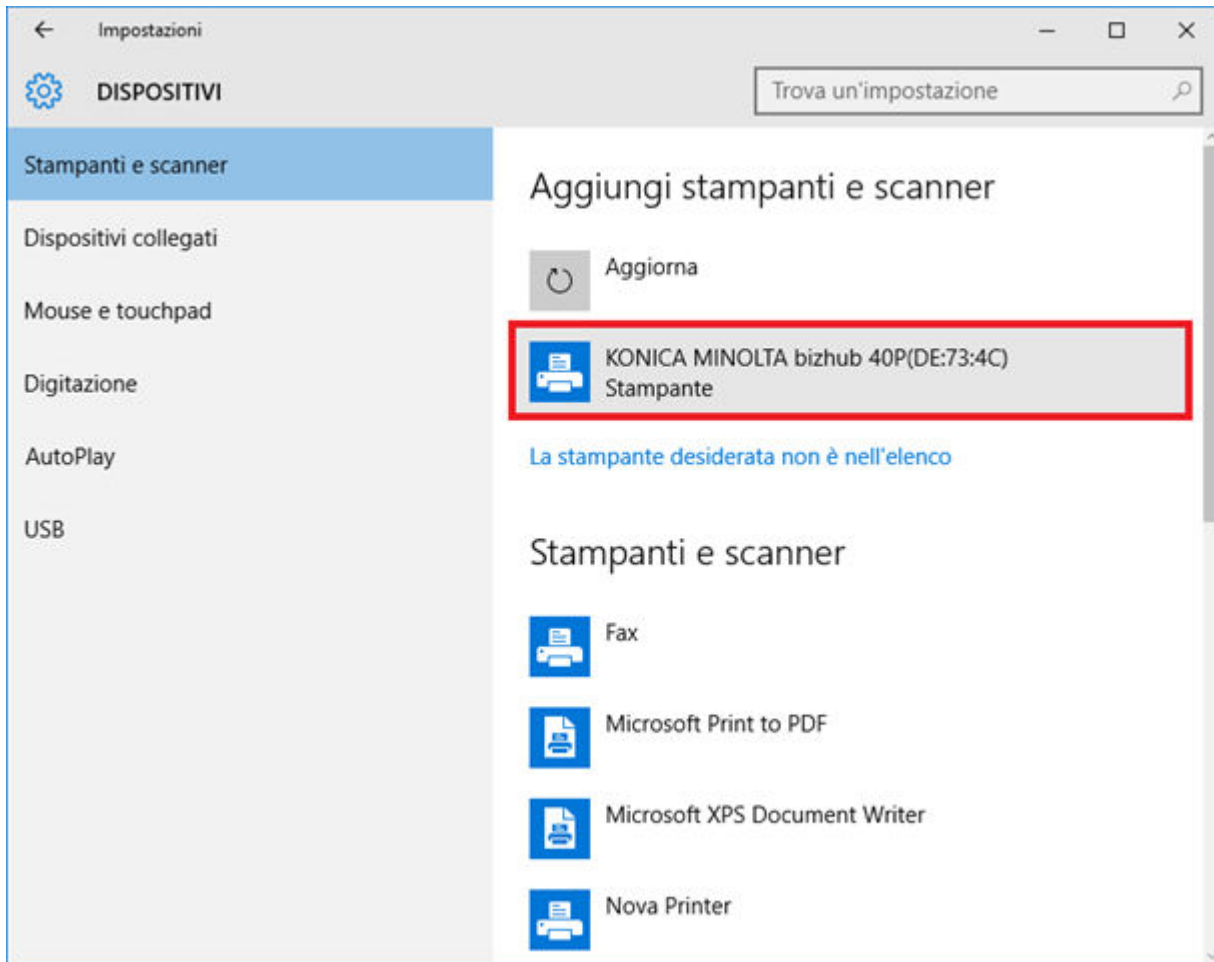 Impostazioni
DISPOSITIVI
Trova un'impostazione
Stampanti e scanner
Dispositivi collegati
Mouse e touchpad
Digitazione
AutoPlay
USB
Aggiungi stampanti e scanner
Aggiorna
KONICA MINOLTA bizhub 40P(DE:73:4C)
Stampante
La stampante desiderata non è nell'elenco
Stampanti e scanner
Fax
Microsoft Print to PDF
Microsoft XPS Document Writer
Nova Printer